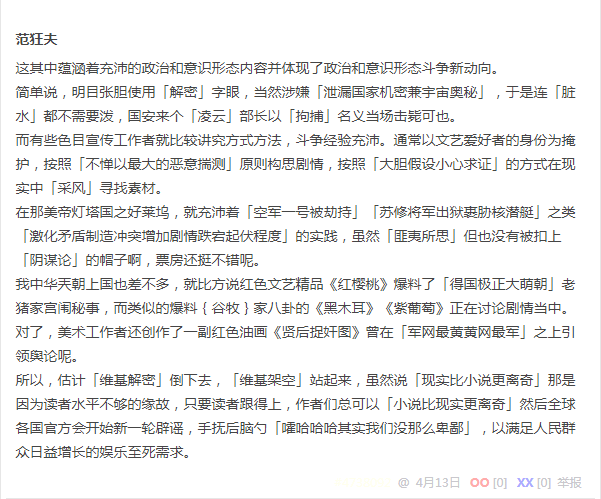 范狂夫
这其中蕴涵着充沛的政治和意识形态内容并体现了政治和意识形态斗争新动向。
简单说，明目张胆使用「解密」字眼，当然涉嫌「泄漏国家机密兼宇宙奥秘」，于是连「脏
水」都不需要泼，国安来个「凌云」部长以「拘捕」名义当场击毙可也。
而有些色目宣传工作者就比较讲究方式方法，斗争经验充沛。通常以文艺爱好者的身份为掩
护，按照「不惮以最大的恶意揣测」原则构思剧情，按照「大胆假设小心求证」的方式在现
实中「采风」寻找素材。
在那美帝灯塔国之好莱坞，就充沛着「空军一号被劫持」「苏修将军出狱裹胁核潜艇」之类
「激化矛盾制造冲突增加剧情跌宕起伏程度」的实践，虽然「匪夷所思」但也没有被扣上
「阴谋论」的帽子啊，票房还挺不错呢。
我中华天朝上国也差不多，就比方说红色文艺精品《红樱桃》爆料了「得国极正大萌朝」老
猪家宫闱秘事，而类似的爆料｛谷牧｝家八卦的《黑木耳》《紫葡萄》正在讨论剧情当中。
对了，美术工作者还创作了一副红色油画《贤后捉奸图》曾在「军网最黄黄网最军」之上引
领舆论呢。
所以，估计「维基解密」倒下去，「维基架空」站起来，虽然说「现实比小说更离奇」那是
因为读者水平不够的缘故，只要读者跟得上，作者们总可以「小说比现实更离奇」然后全球
各国官方会开始新一轮辟谣，手抚后脑勺「嚯哈哈哈其实我们没那么卑鄙」，以满足人民群
众日益增长的娱乐至死需求。
@ 4月13日 OO [0] XX [0] 举报